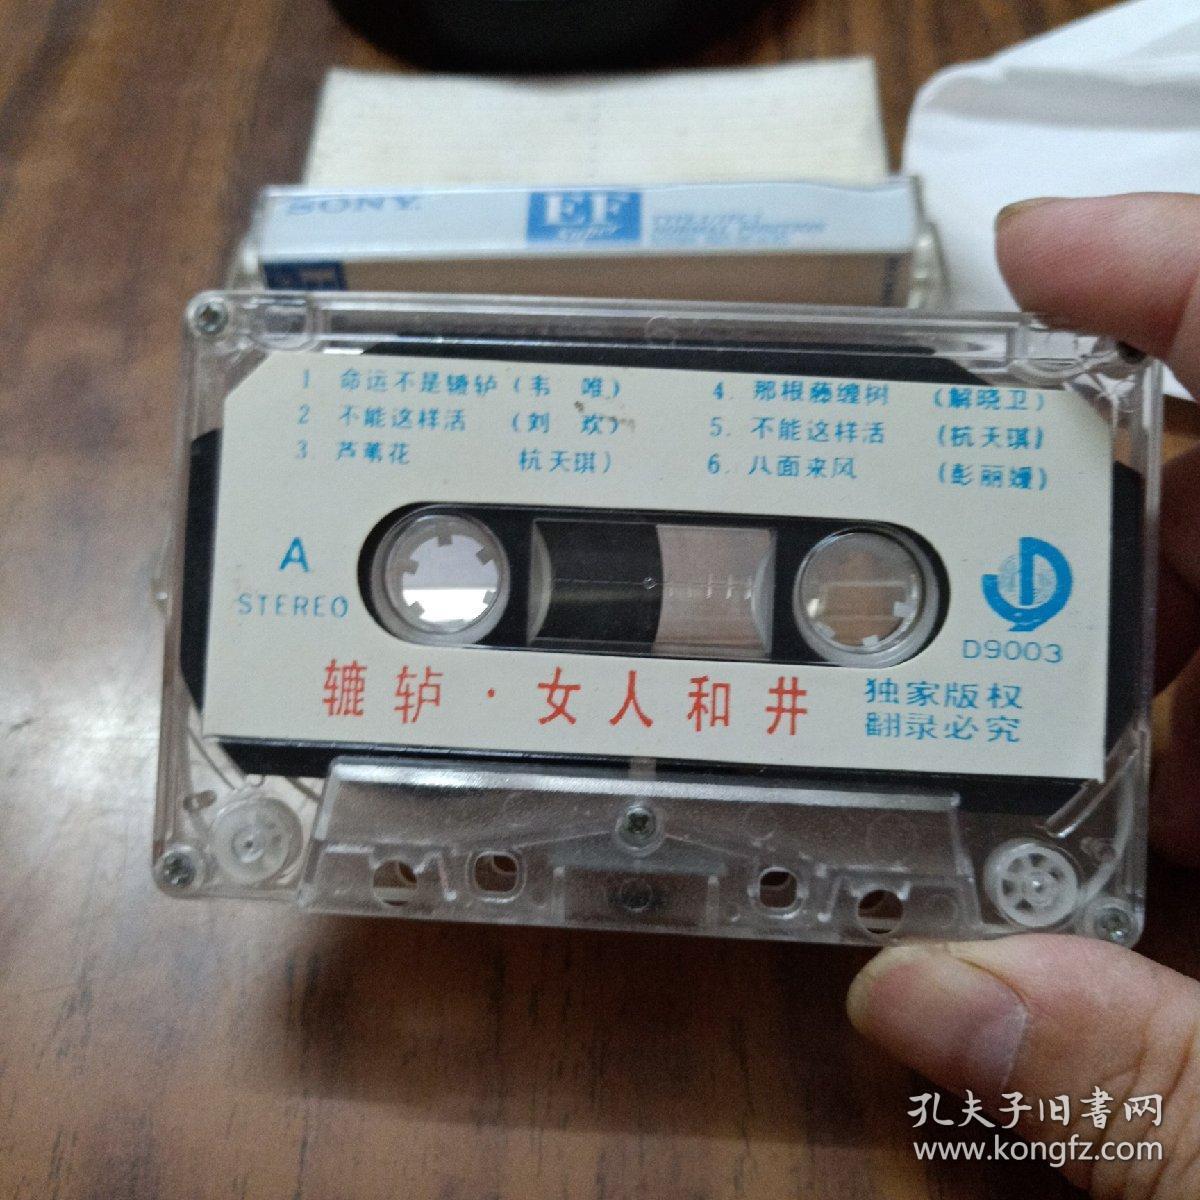 SONY
EF
1 命运不是辘轳(韦 唯)
2 不能这样活 (刘 欢)
3. 芦苇花 杭天琪)
4. 那根藤缠树 (解晓卫)
5. 不能这样活 (杭天琪)
6. 八面来风 (彭丽媛)
A
STEREO
D9003
辘轳·女人和井
独家版权
翻录必究
孔夫子旧書网
www.kongfz.com